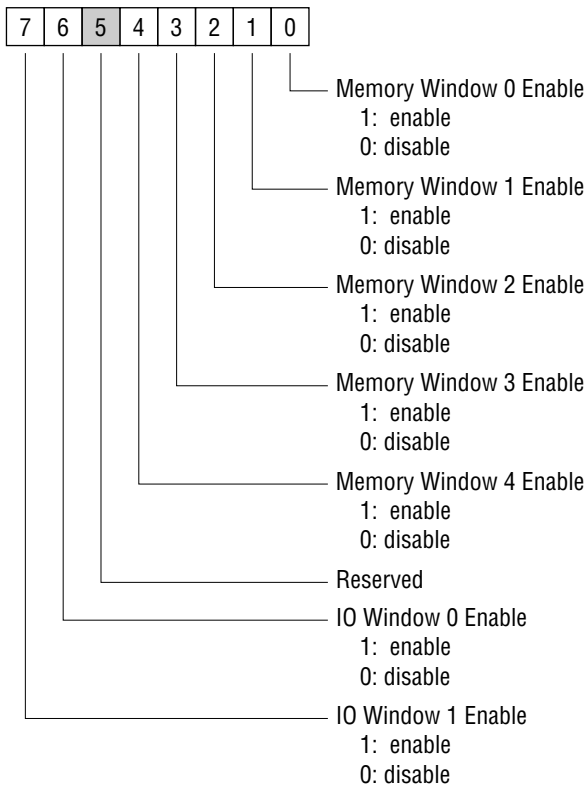 7 6 5 4 3 2 1 0
Memory Window 0 Enable
1: enable
0: disable
Memory Window 1 Enable
1: enable
0: disable
Memory Window 2 Enable
1: enable
0: disable
Memory Window 3 Enable
1: enable
0: disable
Memory Window 4 Enable
1: enable
0: disable
Reserved
IO Window 0 Enable
1: enable
0: disable
IO Window 1 Enable
1: enable
0: disable